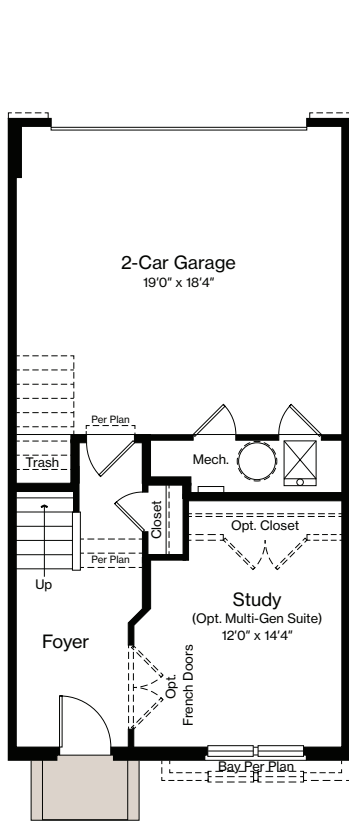 2-Car Garage
19'0" x 18'4"
Per Plan
Trash
Mech.
Closet
Opt. Closet
Per Plan
Up
Study
(Opt. Multi-Gen Suite)
12'0" x 14'4"
Foyer
Opt.
French Doors
Bay Per Plan